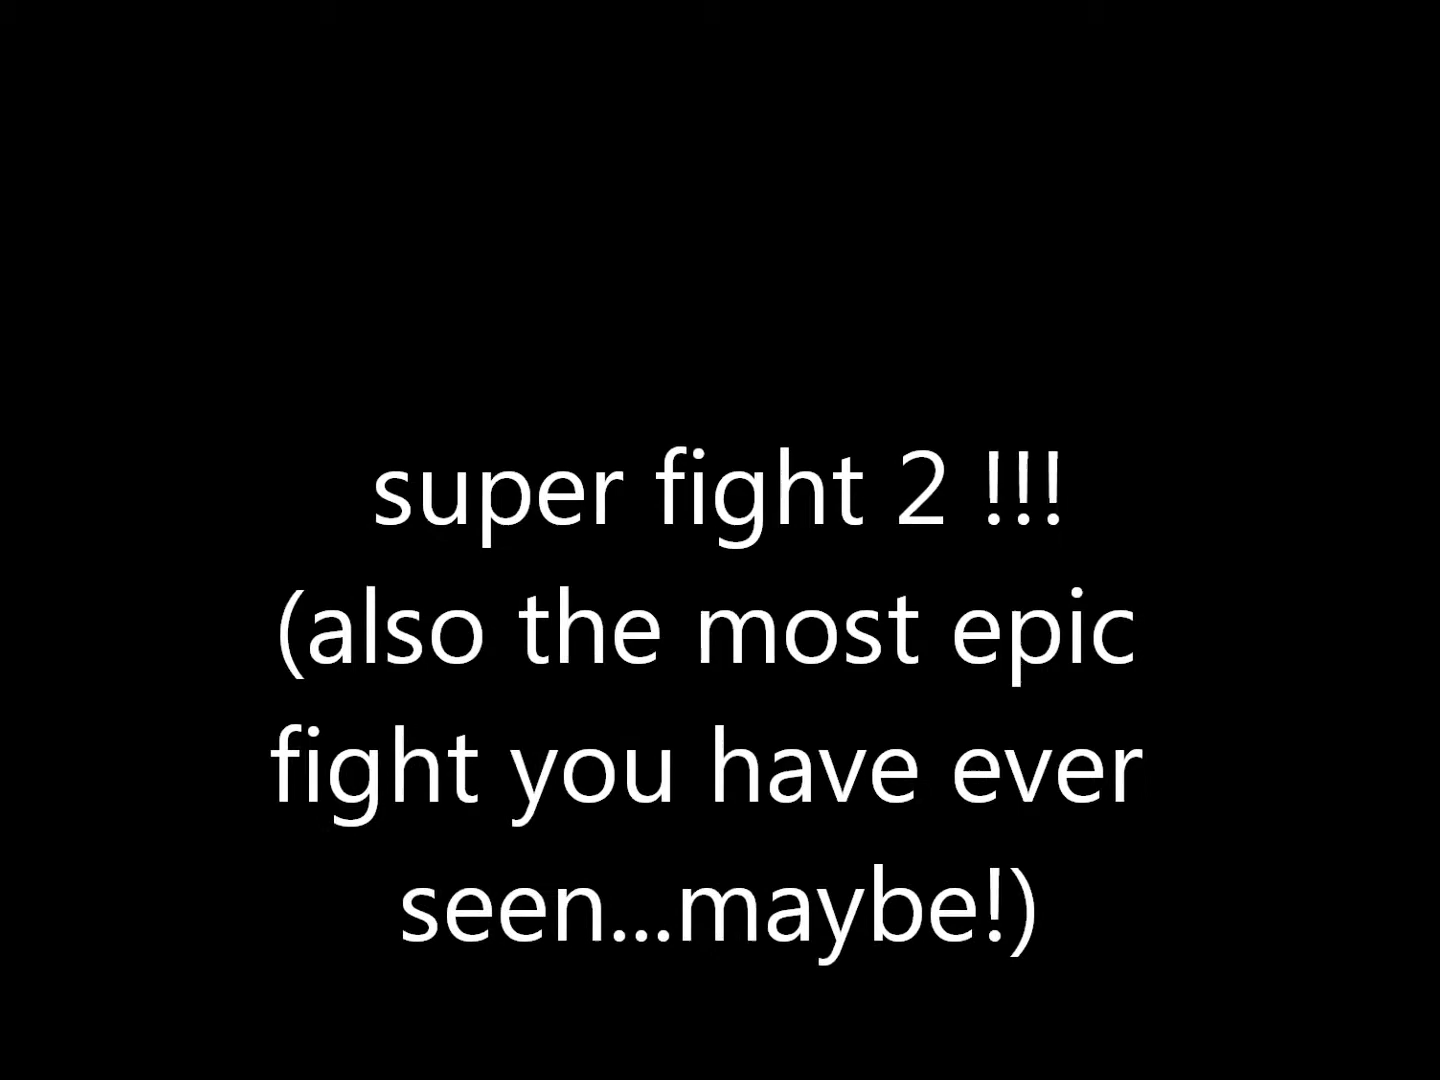 super fight 2 !!!
(also the most epic
fight you have ever
seen...maybe!)